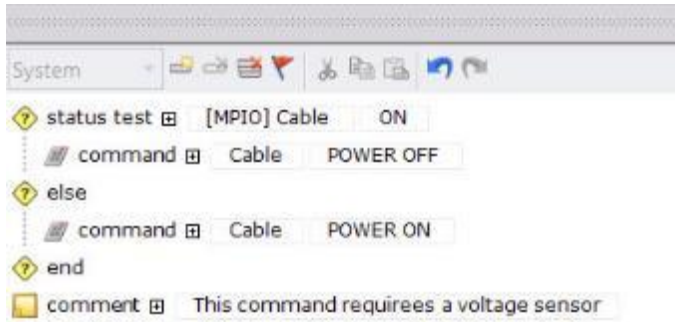 System
status test [MPIO] Cable ON
command Cable POWER OFF
else
command Cable POWER ON
end
comment This command requirees a voltage sensor